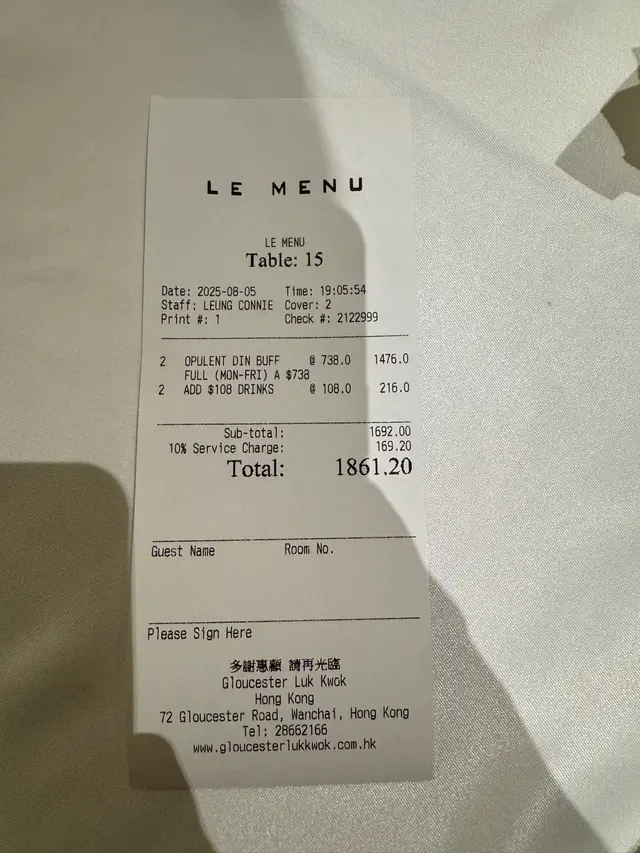 LE MENU
LE MENU
Table: 15
Date: 2025-08-05 Time: 19:05:54
Staff: LEUNG CONNIE Cover: 2
Print #: 1 Check #: 2122999
2 OPULENT DIN BUFF @ 738.0 1476.0
FULL (MON-FRI) A $738
2 ADD $108 DRINKS @ 108.0 216.0
Sub-total: 1692.00
10% Service Charge: 169.20
Total: 1861.20
Guest Name Room No.
Please Sign Here
多謝惠顧 請再光臨
Gloucester Luk Kwok
Hong Kong
72 Gloucester Road, Wanchai, Hong Kong
Tel: 28662166
www.gloucesterlukkwok.com.hk